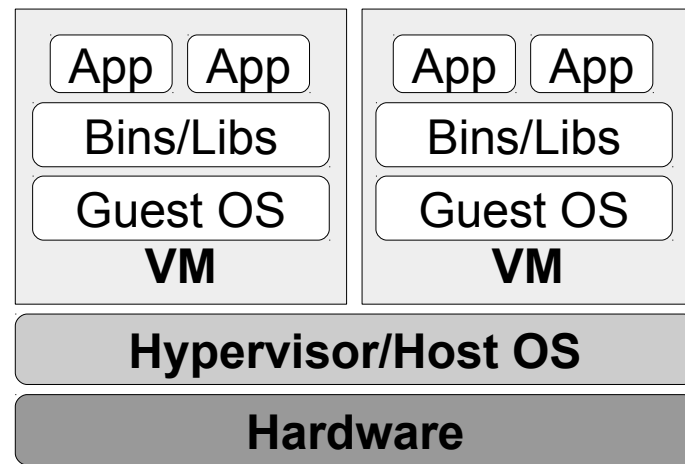 App App
Bins/Libs
Guest OS
VM
App App
Bins/Libs
Guest OS
VM
Hypervisor/Host OS
Hardware